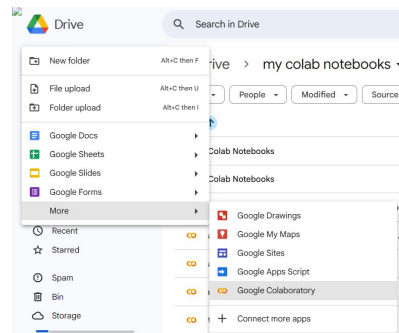 Drive
Search in Drive
New folder Alt+C then F
rive > my colab notebooks
File upload Alt+C then U
People Modified Source
Folder upload Alt+C then I
Google Docs
Colab Notebooks
Google Sheets
Google Slides
Colab Notebooks
Google Forms
More
Google Drawings
Recent
Google My Maps
Starred
Google Sites
Google Apps Script
Spam
Google Colaboratory
Bin
Storage
Connect more apps